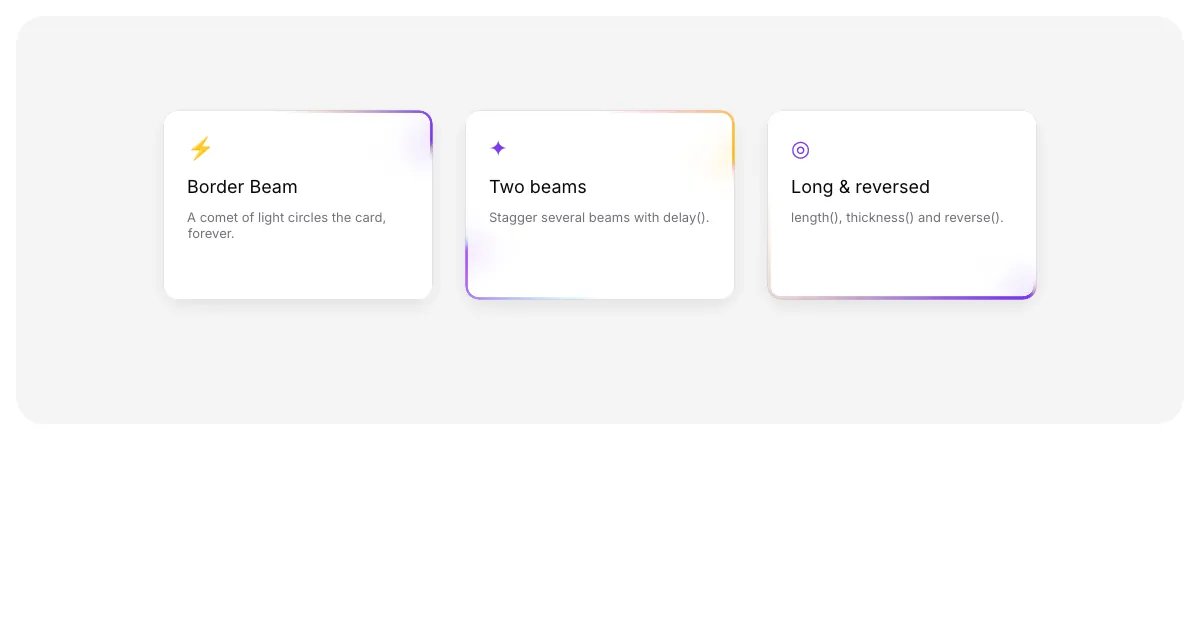 Border Beam
A comet of light circles the card,
forever.
Two beams
Stagger several beams with delay().
Long & reversed
length(), thickness() and reverse().